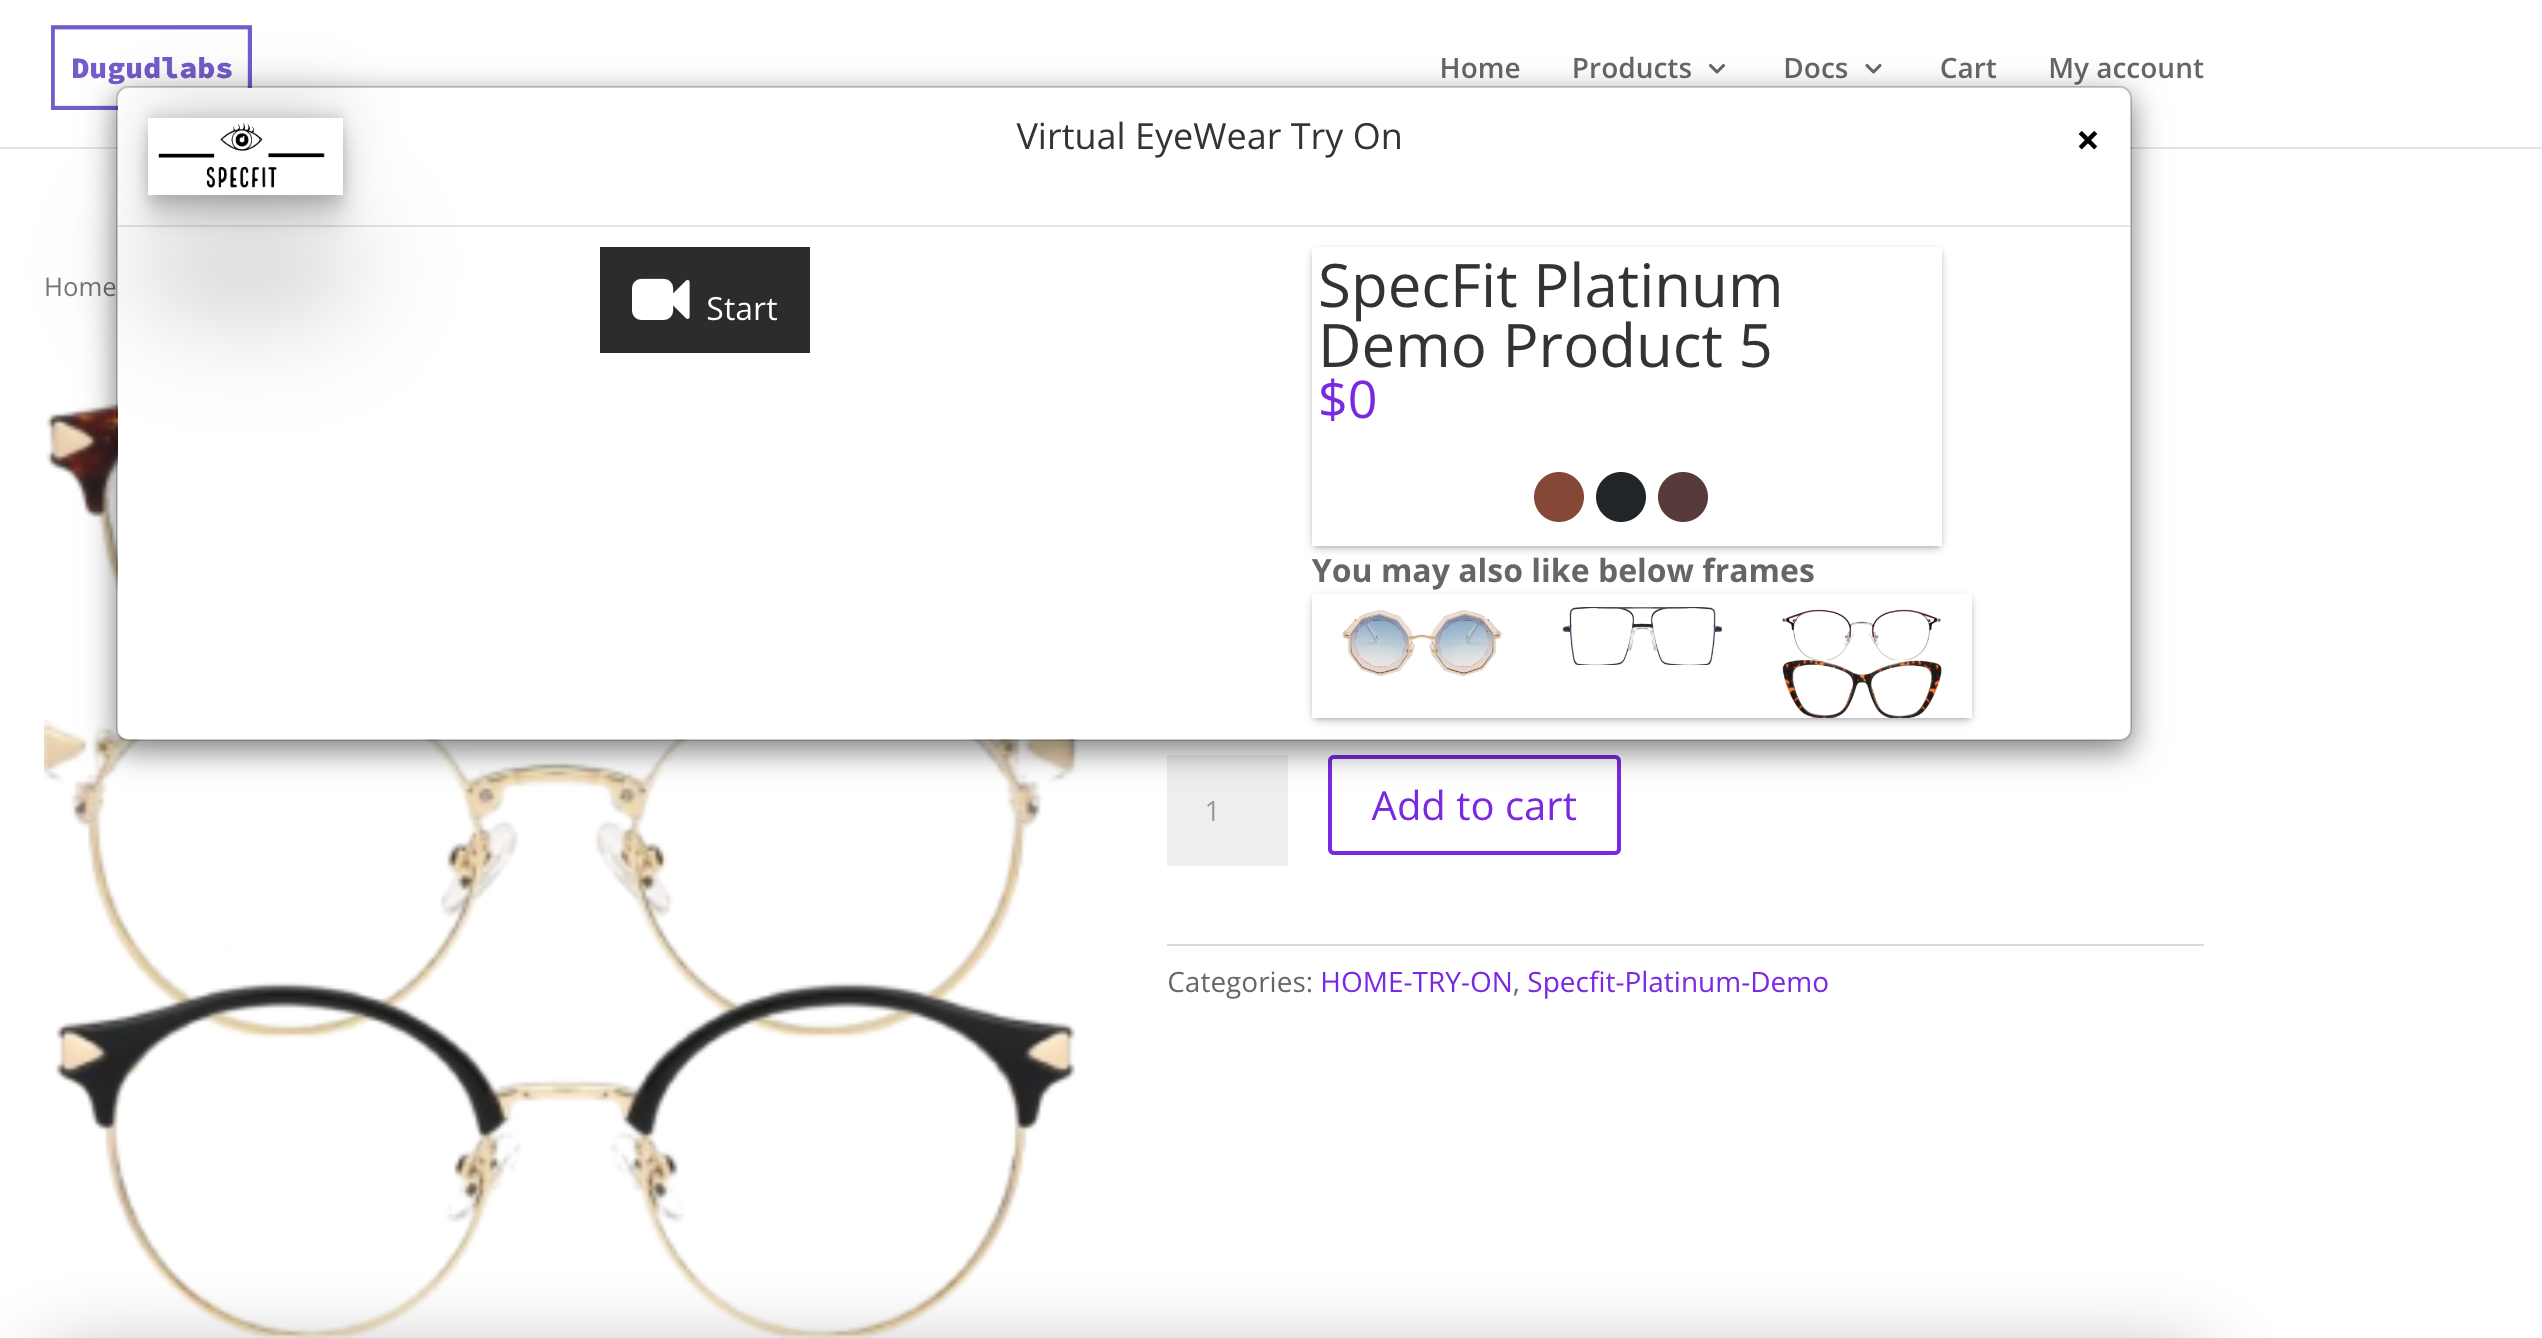 Dugudlabs
Home Products Docs Cart My account
SPECFIT
Virtual EyeWear Try On
Home
Start
SpecFit Platinum
Demo Product 5
$0
You may also like below frames
1
Add to cart
Categories: HOME-TRY-ON, Specfit-Platinum-Demo